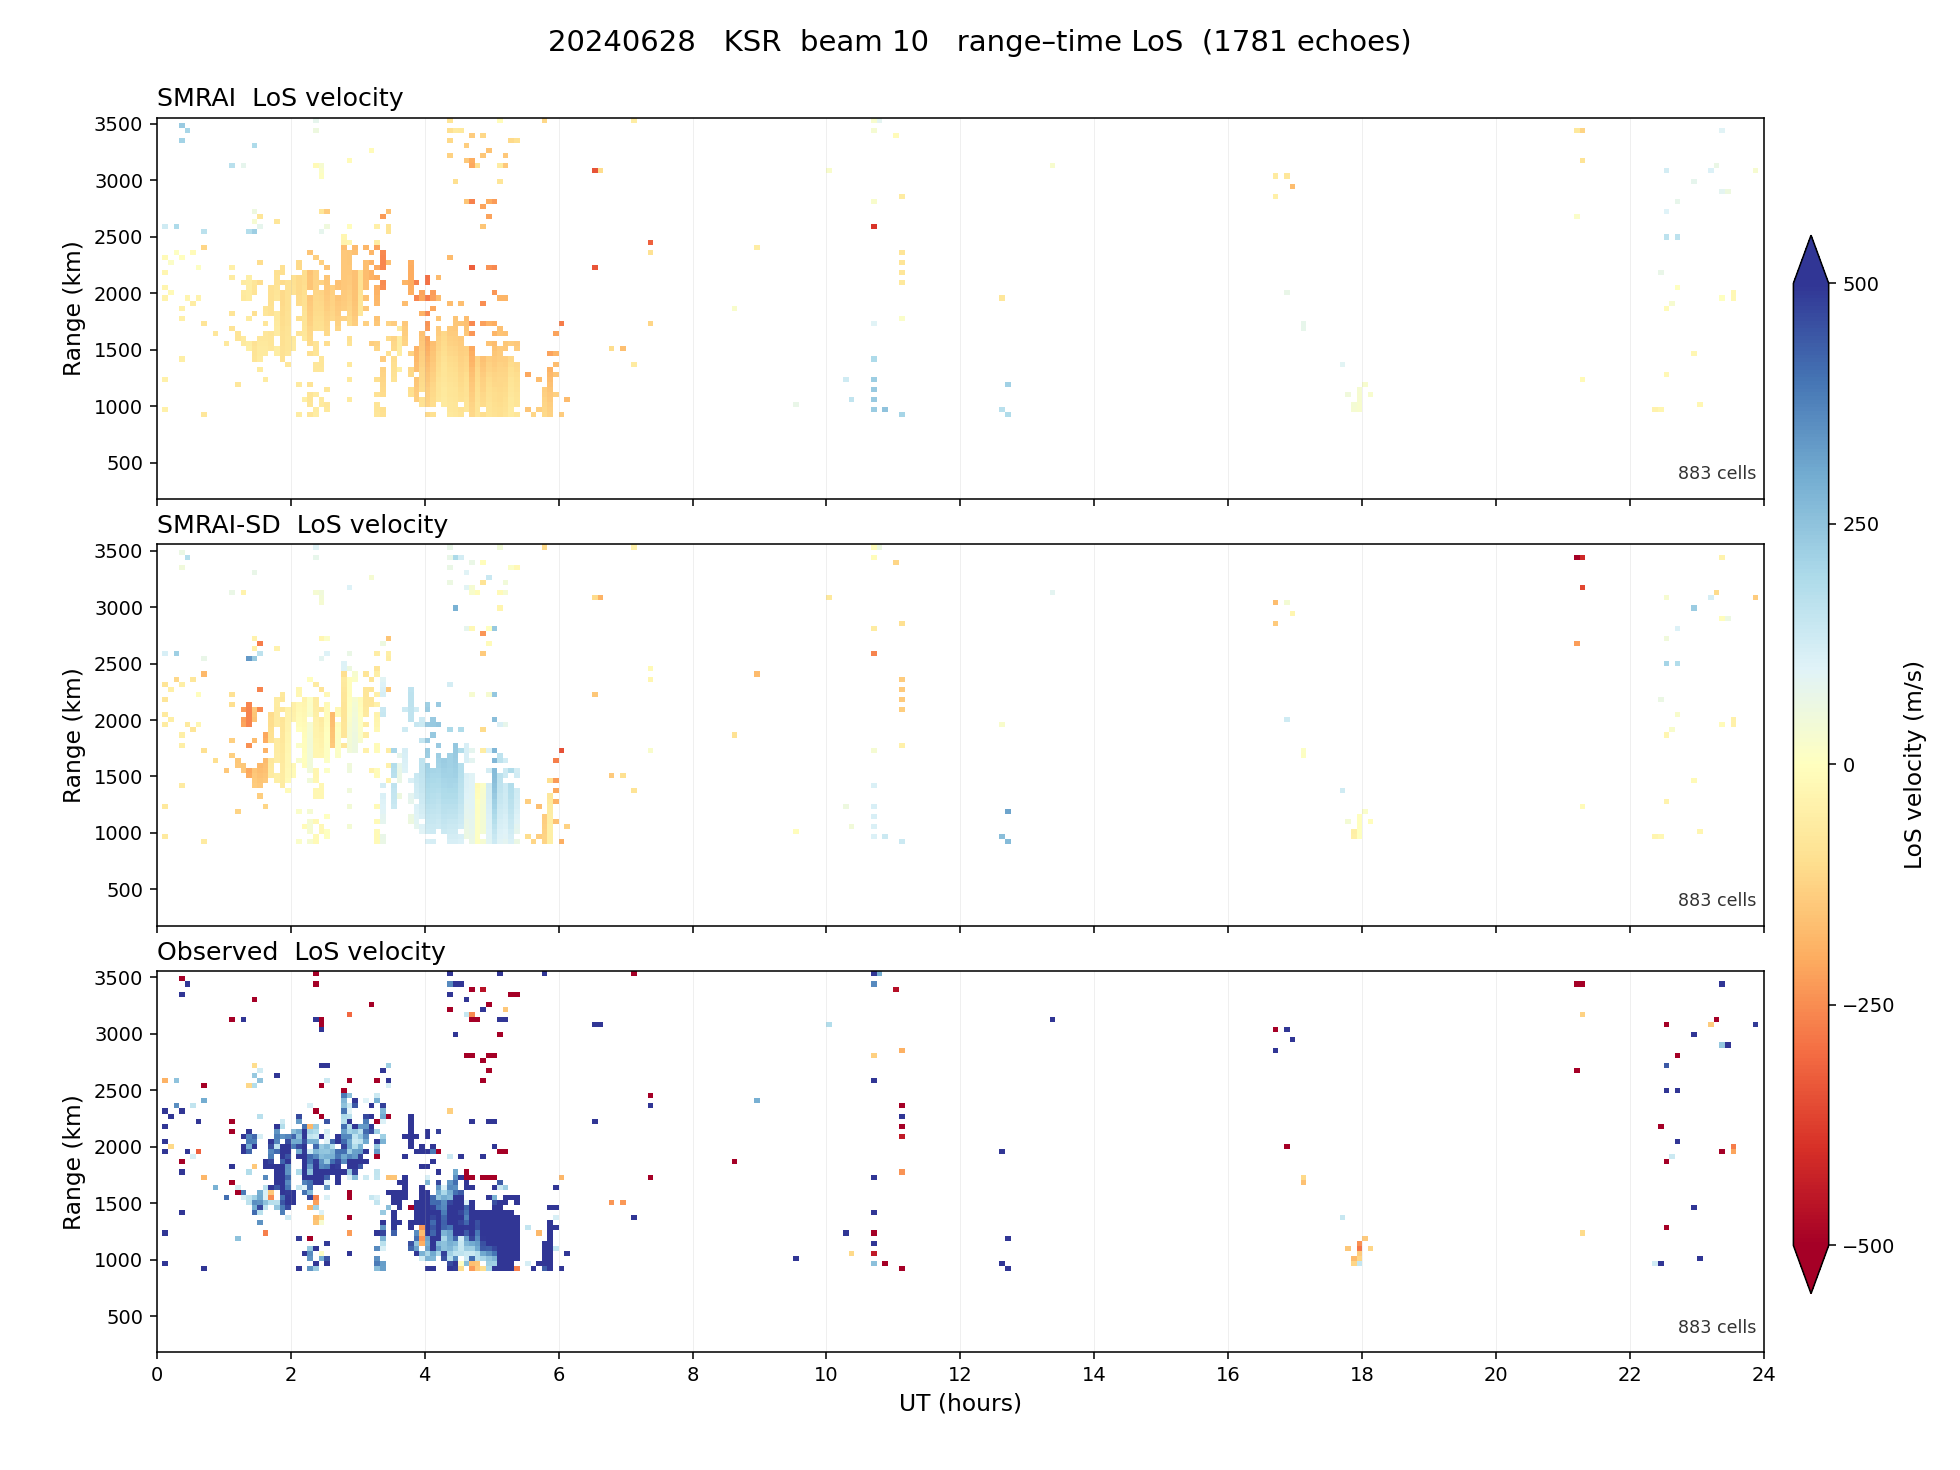 20240628   KSR  beam 10   range–time LoS  (1781 echoes)
SMRAI  LoS velocity
3500
3000
2500
2000
1500
1000
500
Range (km)
883 cells
SMRAI-SD  LoS velocity
3500
3000
2500
2000
1500
1000
500
Range (km)
883 cells
Observed  LoS velocity
3500
3000
2500
2000
1500
1000
500
Range (km)
883 cells
0 2 4 6 8 10 12 14 16 18 20 22 24
UT (hours)
500
250
0
−250
−500
LoS velocity (m/s)